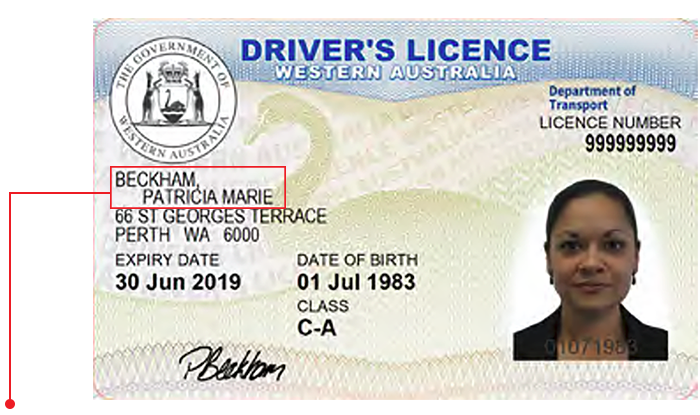 DRIVER'S LICENCE
WESTERN AUSTRALIA
THE GOVERNMENT OF
WESTERN AUSTRALIA
Department of
Transport
LICENCE NUMBER
999999999
BECKHAM,
PATRICIA MARIE
66 ST GEORGES TERRACE
PERTH WA 6000
EXPIRY DATE
DATE OF BIRTH
30 Jun 2019
01 Jul 1983
CLASS
C-A
01071983
PBeckham